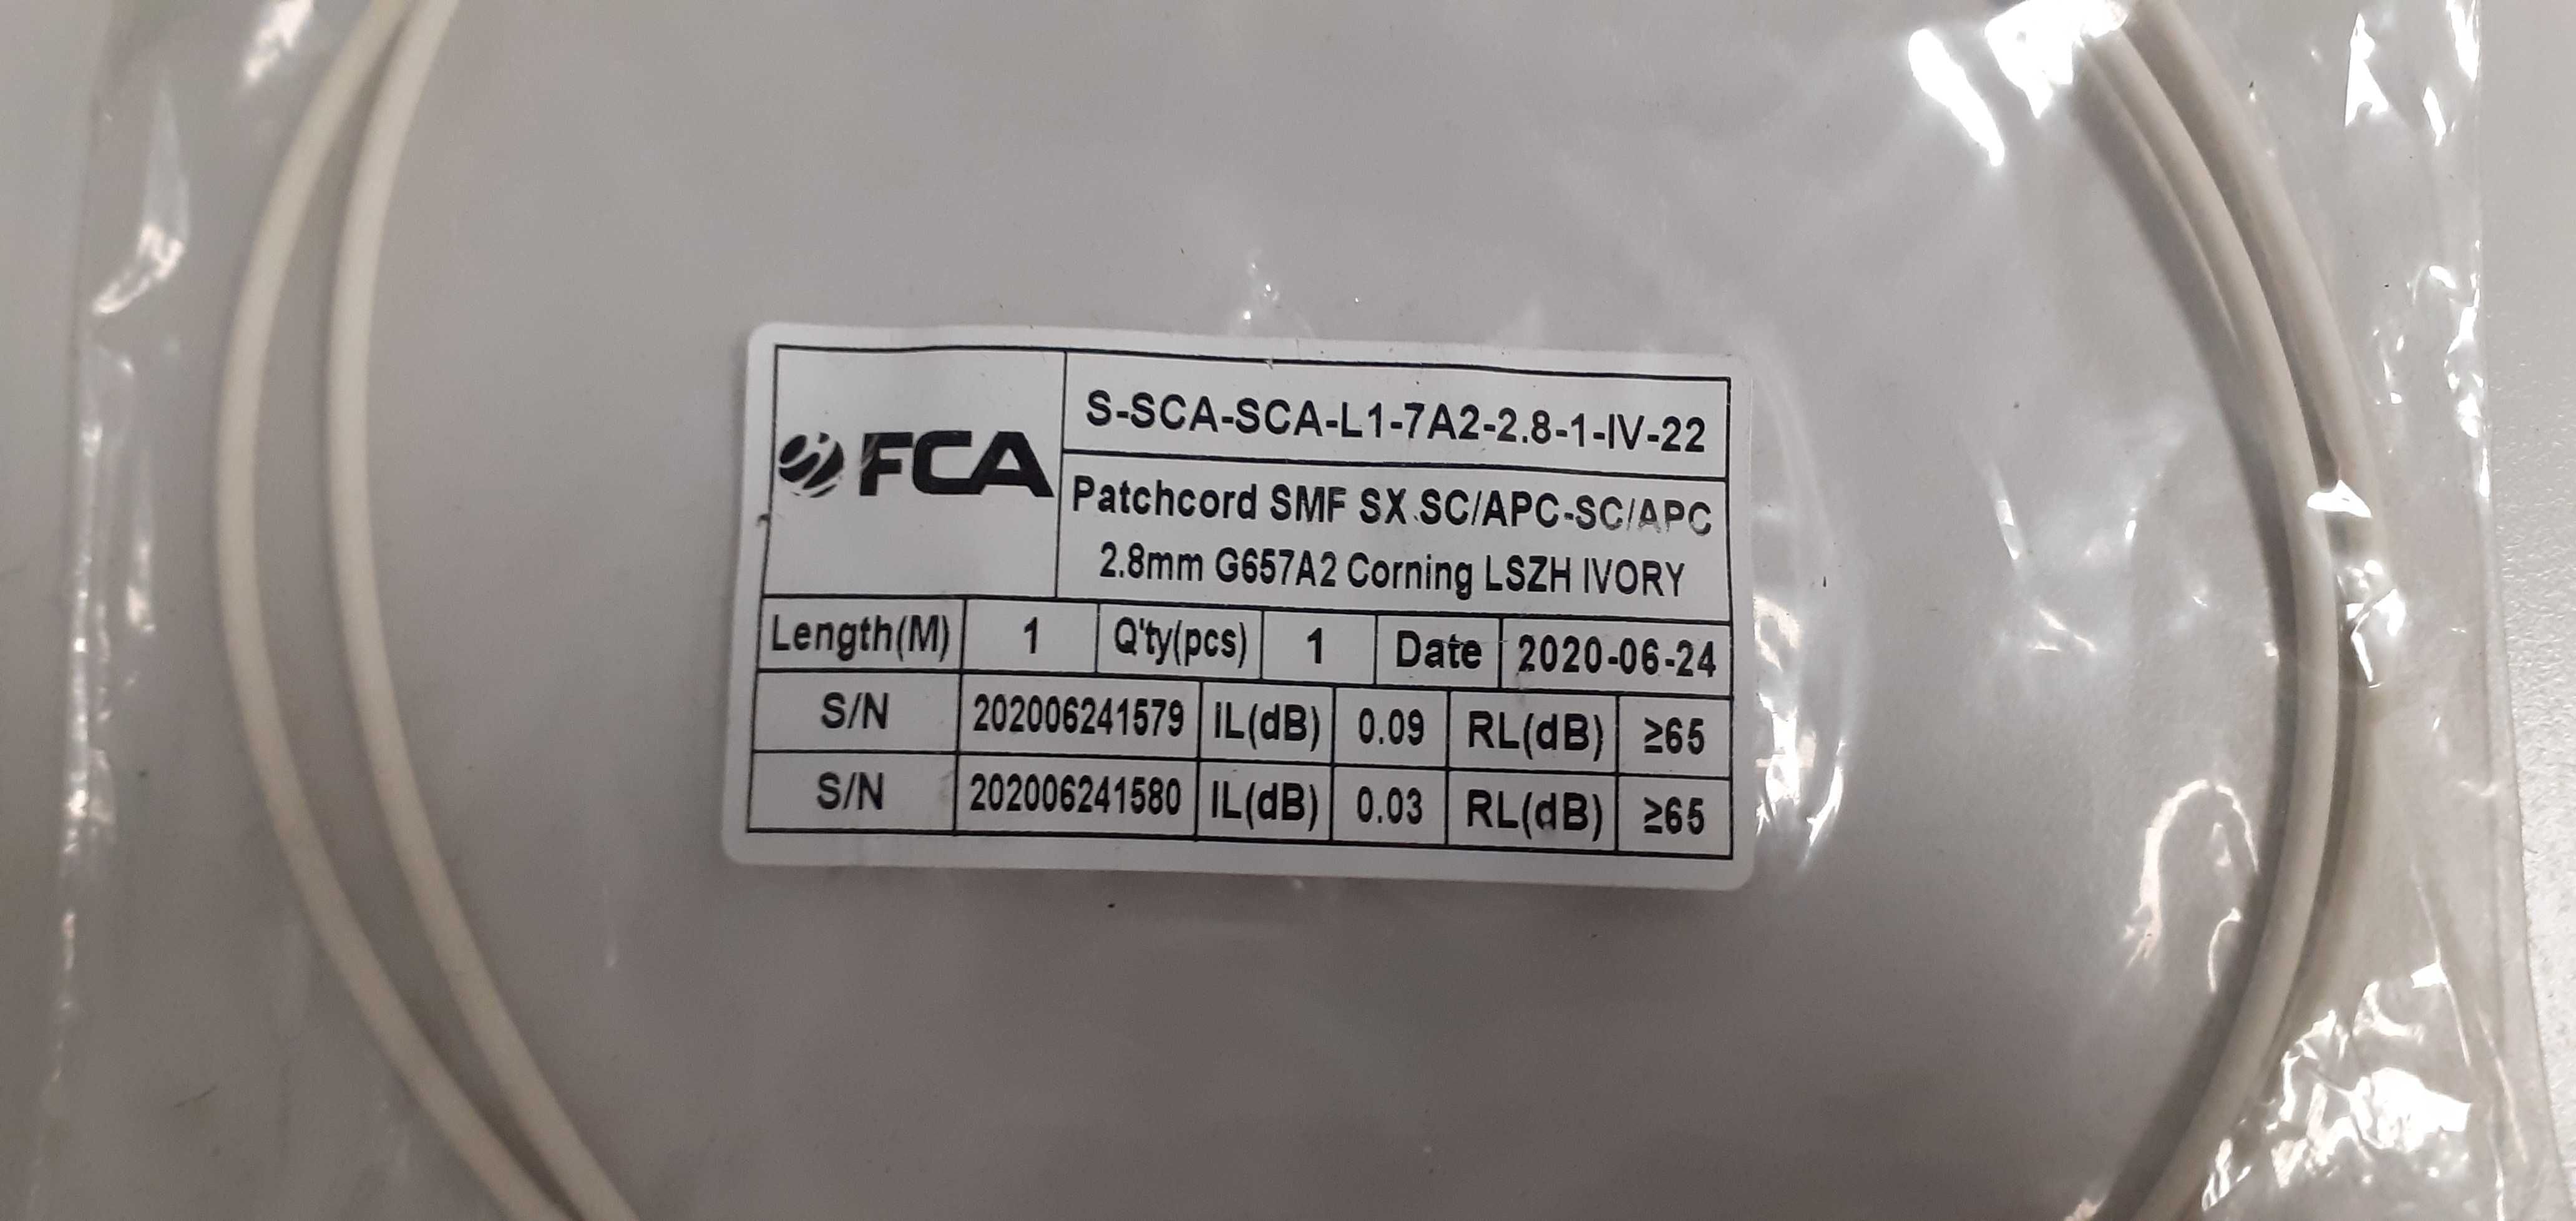 FCA
S-SCA-SCA-L1-7A2-2.8-1-IV-22
Patchcord SMF SX SC/APC-SC/APC
2.8mm G657A2 Corning LSZH IVORY
Length(M) 1 Q'ty(pcs) 1 Date 2020-06-24
S/N 202006241579 IL(dB) 0.09 RL(dB) ≥65
S/N 202006241580 IL(dB) 0.03 RL(dB) ≥65